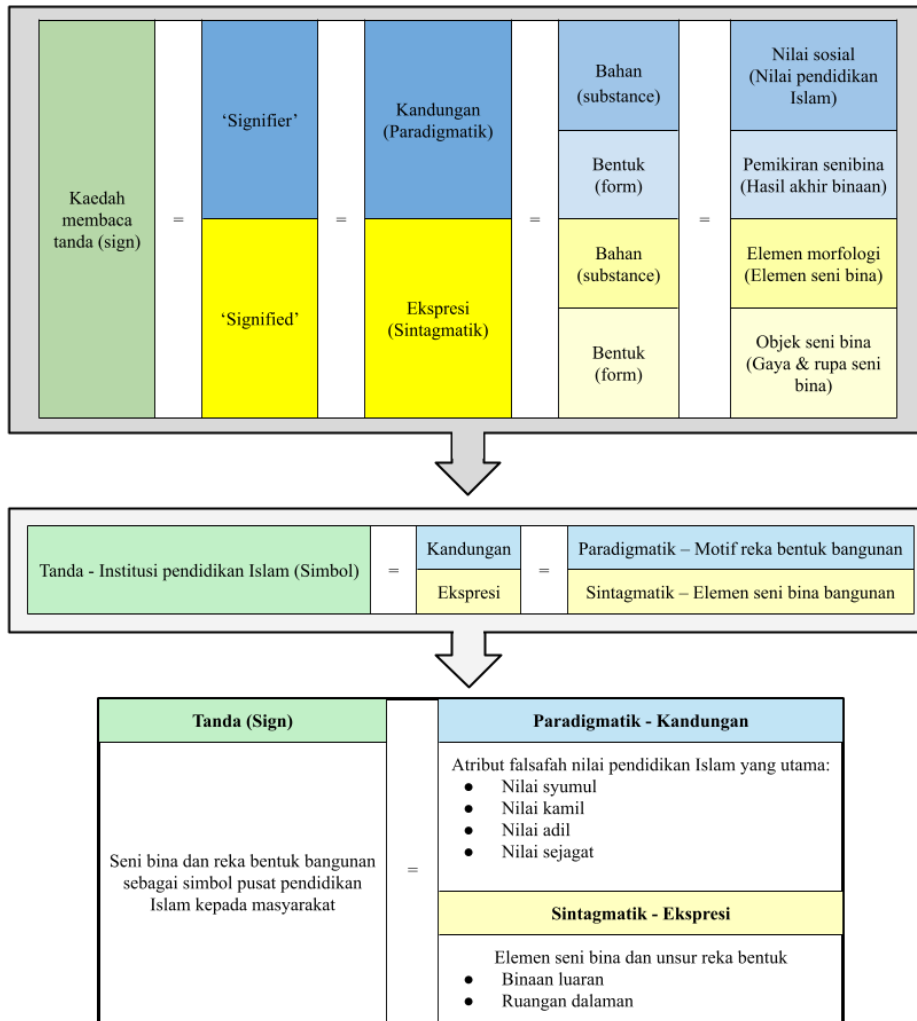 Kaedah
membaca
tanda (sign)
=
‘Signifier’
‘Signified’
=
Kandungan
(Paradigmatik)
Ekspresi
(Sintagmatik)
=
Bahan
(substance)
Bentuk
(form)
Bahan
(substance)
Bentuk
(form)
=
Nilai sosial
(Nilai pendidikan
Islam)
Pemikiran senibina
(Hasil akhir binaan)
Elemen morfologi
(Elemen seni bina)
Objek seni bina
(Gaya & rupa seni
bina)
Tanda - Institusi pendidikan Islam (Simbol)
=
Kandungan
Ekspresi
=
Paradigmatik – Motif reka bentuk bangunan
Sintagmatik – Elemen seni bina bangunan
Tanda (Sign)
Seni bina dan reka bentuk bangunan
sebagai simbol pusat pendidikan
Islam kepada masyarakat
=
Paradigmatik - Kandungan
Atribut falsafah nilai pendidikan Islam yang utama:
● Nilai syumul
● Nilai kamil
● Nilai adil
● Nilai sejagat
Sintagmatik - Ekspresi
Elemen seni bina dan unsur reka bentuk
● Binaan luaran
● Ruangan dalaman